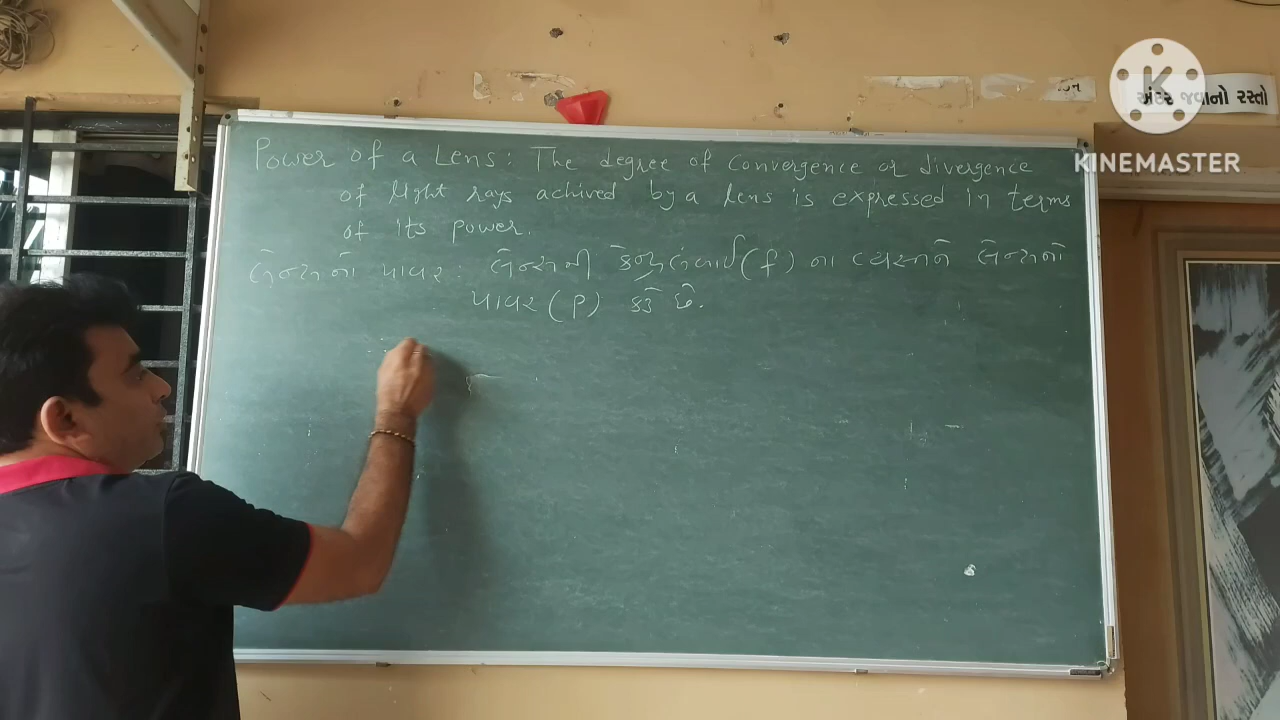 KINEMASTER
અંદર જવાનો રસ્તો
Power of a Lens: The degree of convergence or divergence
of light rays achived by a lens is expressed in terms
of its power.
લેન્સનો પાવર: લેન્સની કેન્દ્રલંબાઈ (f) ના વ્યસ્તને લેન્સનો
પાવર (P) કહે છે.